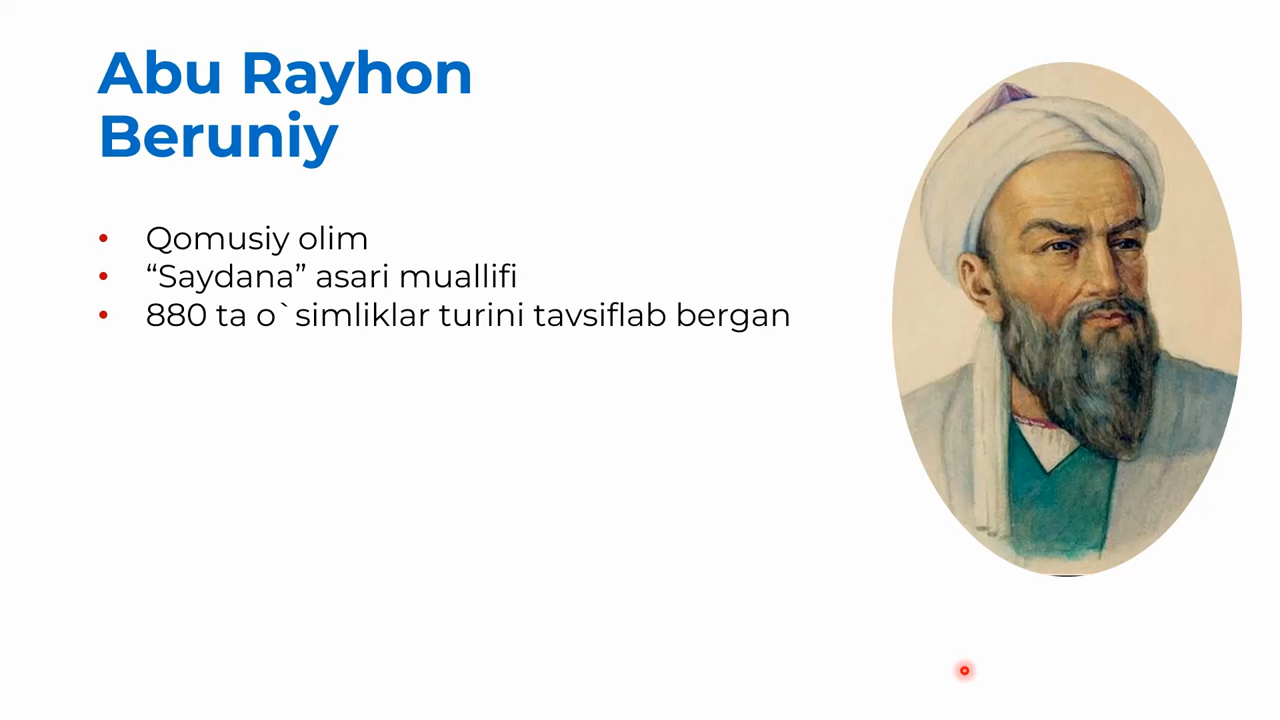 Abu Rayhon
Beruniy
• Qomusiy olim
• “Saydana” asari muallifi
• 880 ta o`simliklar turini tavsiflab bergan